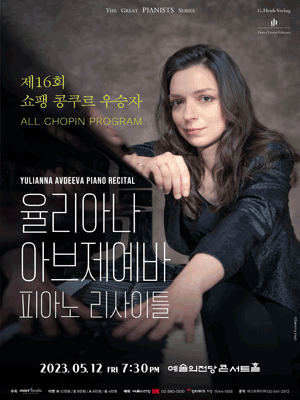 THE GREAT PIANISTS SERIES
G. Henle Verlag
제16회
쇼팽 콩쿠르 우승자
ALL CHOPIN PROGRAM
YULIANNA AVDEEVA PIANO RECITAL
율리아나
아브제예바
피아노 리사이틀
2023.05.12 FRI 7:30PM 예술의전당 콘서트홀